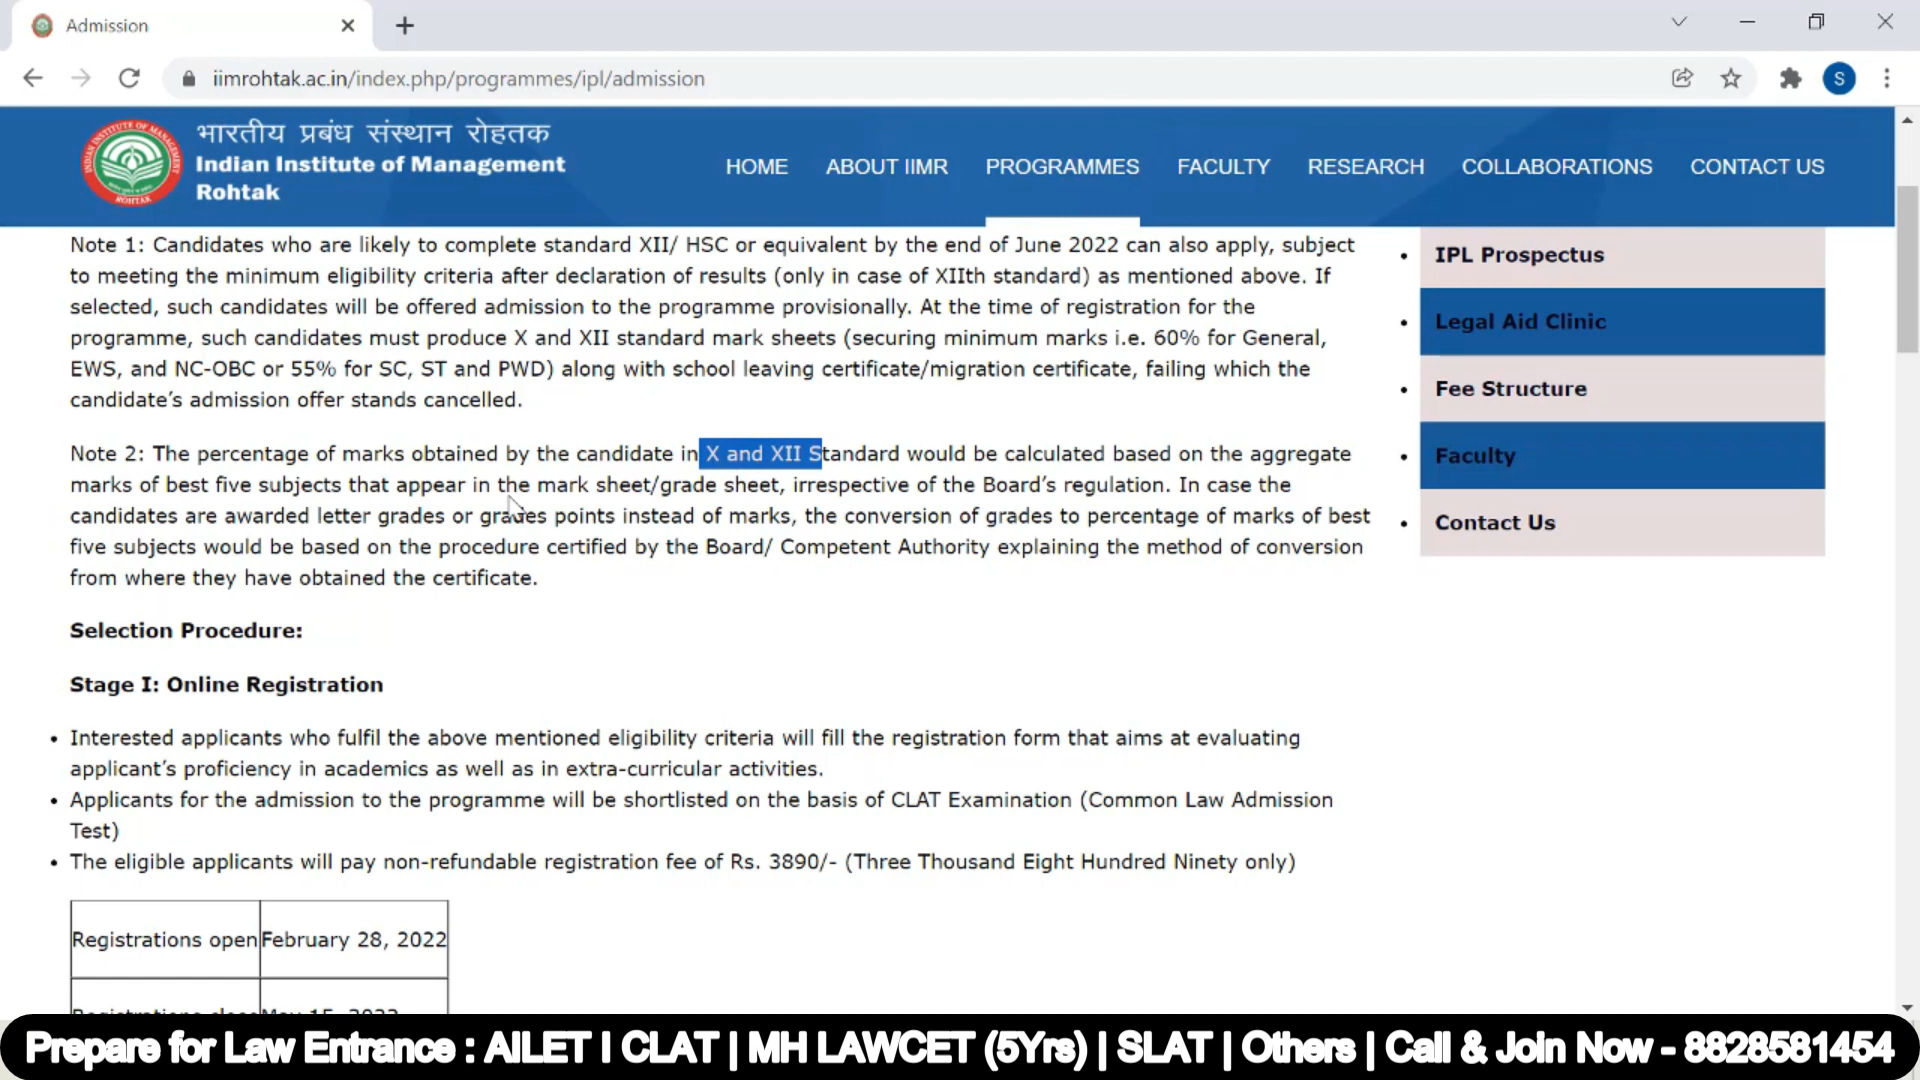 Admission
iimrohtak.ac.in/index.php/programmes/ipl/admission
S
भारतीय प्रबंध संस्थान रोहतक
Indian Institute of Management
Rohtak
HOME ABOUT IIMR PROGRAMMES FACULTY RESEARCH COLLABORATIONS CONTACT US
Note 1: Candidates who are likely to complete standard XII/ HSC or equivalent by the end of June 2022 can also apply, subject
to meeting the minimum eligibility criteria after declaration of results (only in case of XIIth standard) as mentioned above. If
selected, such candidates will be offered admission to the programme provisionally. At the time of registration for the
programme, such candidates must produce X and XII standard mark sheets (securing minimum marks i.e. 60% for General,
EWS, and NC-OBC or 55% for SC, ST and PWD) along with school leaving certificate/migration certificate, failing which the
candidate’s admission offer stands cancelled.
Note 2: The percentage of marks obtained by the candidate in X and XII Standard would be calculated based on the aggregate
marks of best five subjects that appear in the mark sheet/grade sheet, irrespective of the Board’s regulation. In case the
candidates are awarded letter grades or grades points instead of marks, the conversion of grades to percentage of marks of best
five subjects would be based on the procedure certified by the Board/ Competent Authority explaining the method of conversion
from where they have obtained the certificate.
Selection Procedure:
Stage I: Online Registration
• Interested applicants who fulfil the above mentioned eligibility criteria will fill the registration form that aims at evaluating
applicant’s proficiency in academics as well as in extra-curricular activities.
• Applicants for the admission to the programme will be shortlisted on the basis of CLAT Examination (Common Law Admission
Test)
• The eligible applicants will pay non-refundable registration fee of Rs. 3890/- (Three Thousand Eight Hundred Ninety only)
Registrations open February 28, 2022
Registrations close May 15, 2022
• IPL Prospectus
• Legal Aid Clinic
• Fee Structure
• Faculty
• Contact Us
Prepare for Law Entrance : AILET I CLAT | MH LAWCET (5Yrs) | SLAT | Others | Call & Join Now - 8828581454